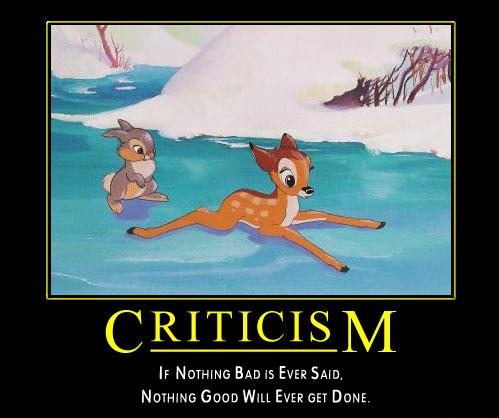 CRITICISM
IF NOTHING BAD IS EVER SAID,
NOTHING GOOD WILL EVER GET DONE.